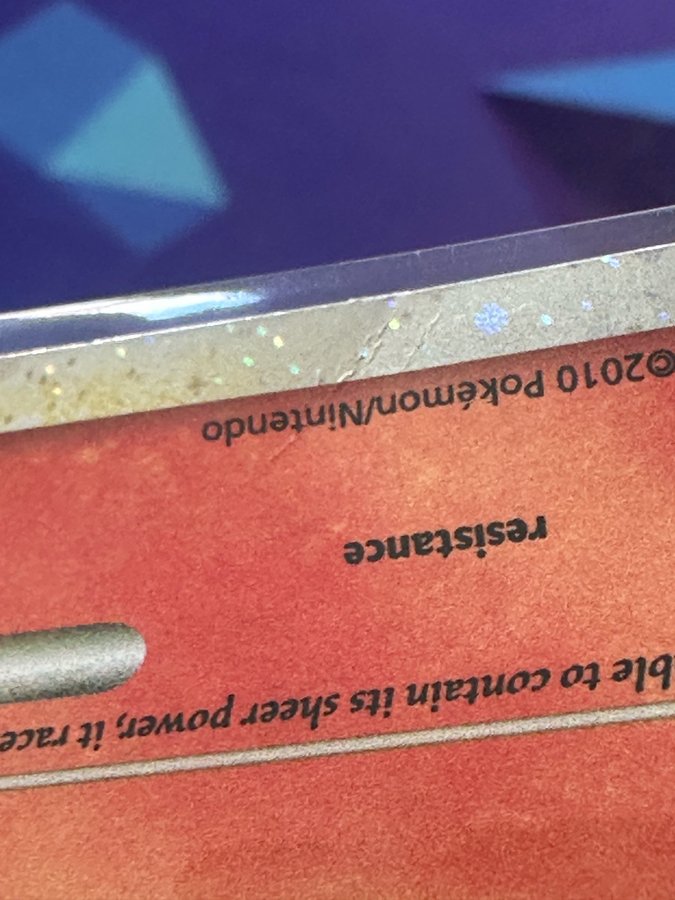 ble to contain its sheer power, it race
resistance
©2010 Pokémon/Nintendo